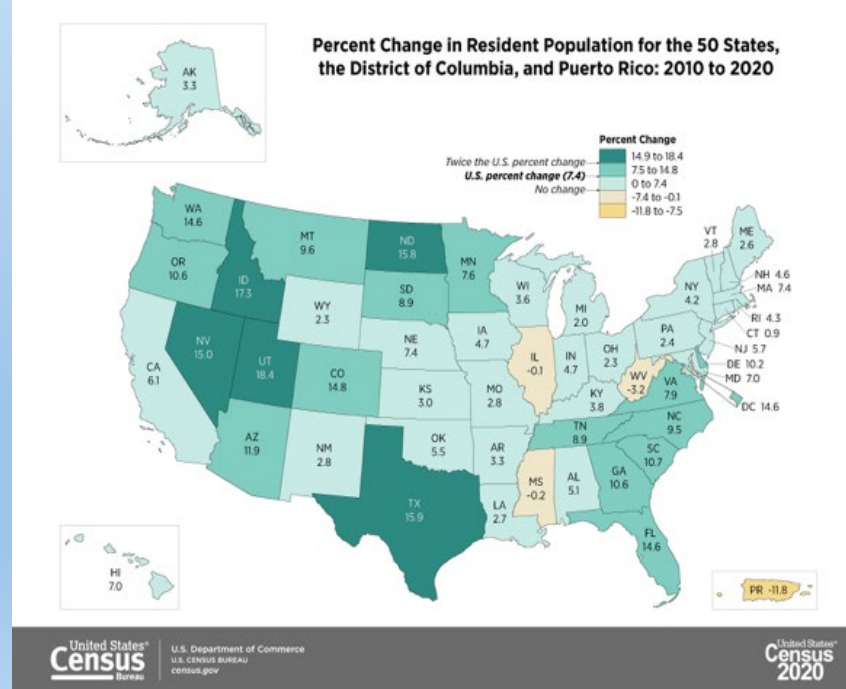 Percent Change in Resident Population for the 50 States,
the District of Columbia, and Puerto Rico: 2010 to 2020
AK
3.3
Percent Change
Twice the U.S. percent change
14.9 to 18.4
U.S. percent change (7.4)
7.5 to 14.8
No change
0 to 7.4
-7.4 to -0.1
-11.8 to -7.5
WA
14.6
OR
10.6
CA
6.1
ID
17.3
NV
15.0
MT
9.6
WY
2.3
UT
18.4
AZ
11.9
CO
14.8
NM
2.8
ND
15.8
SD
8.9
NE
7.4
KS
3.0
OK
5.5
TX
15.9
MN
7.6
IA
4.7
MO
2.8
AR
3.3
LA
2.7
WI
3.6
IL
-0.1
MS
-0.2
MI
2.0
IN
4.7
OH
2.3
KY
3.8
TN
8.9
AL
5.1
WV
-3.2
VA
7.9
NC
9.5
SC
10.7
GA
10.6
FL
14.6
PA
2.4
NY
4.2
VT
2.8
ME
2.6
NH 4.6
MA 7.4
RI 4.3
CT 0.9
NJ 5.7
DE 10.2
MD 7.0
DC 14.6
HI
7.0
PR -11.8
United States®
Census
Bureau
U.S. Department of Commerce
U.S. CENSUS BUREAU
census.gov
United States®
Census
2020